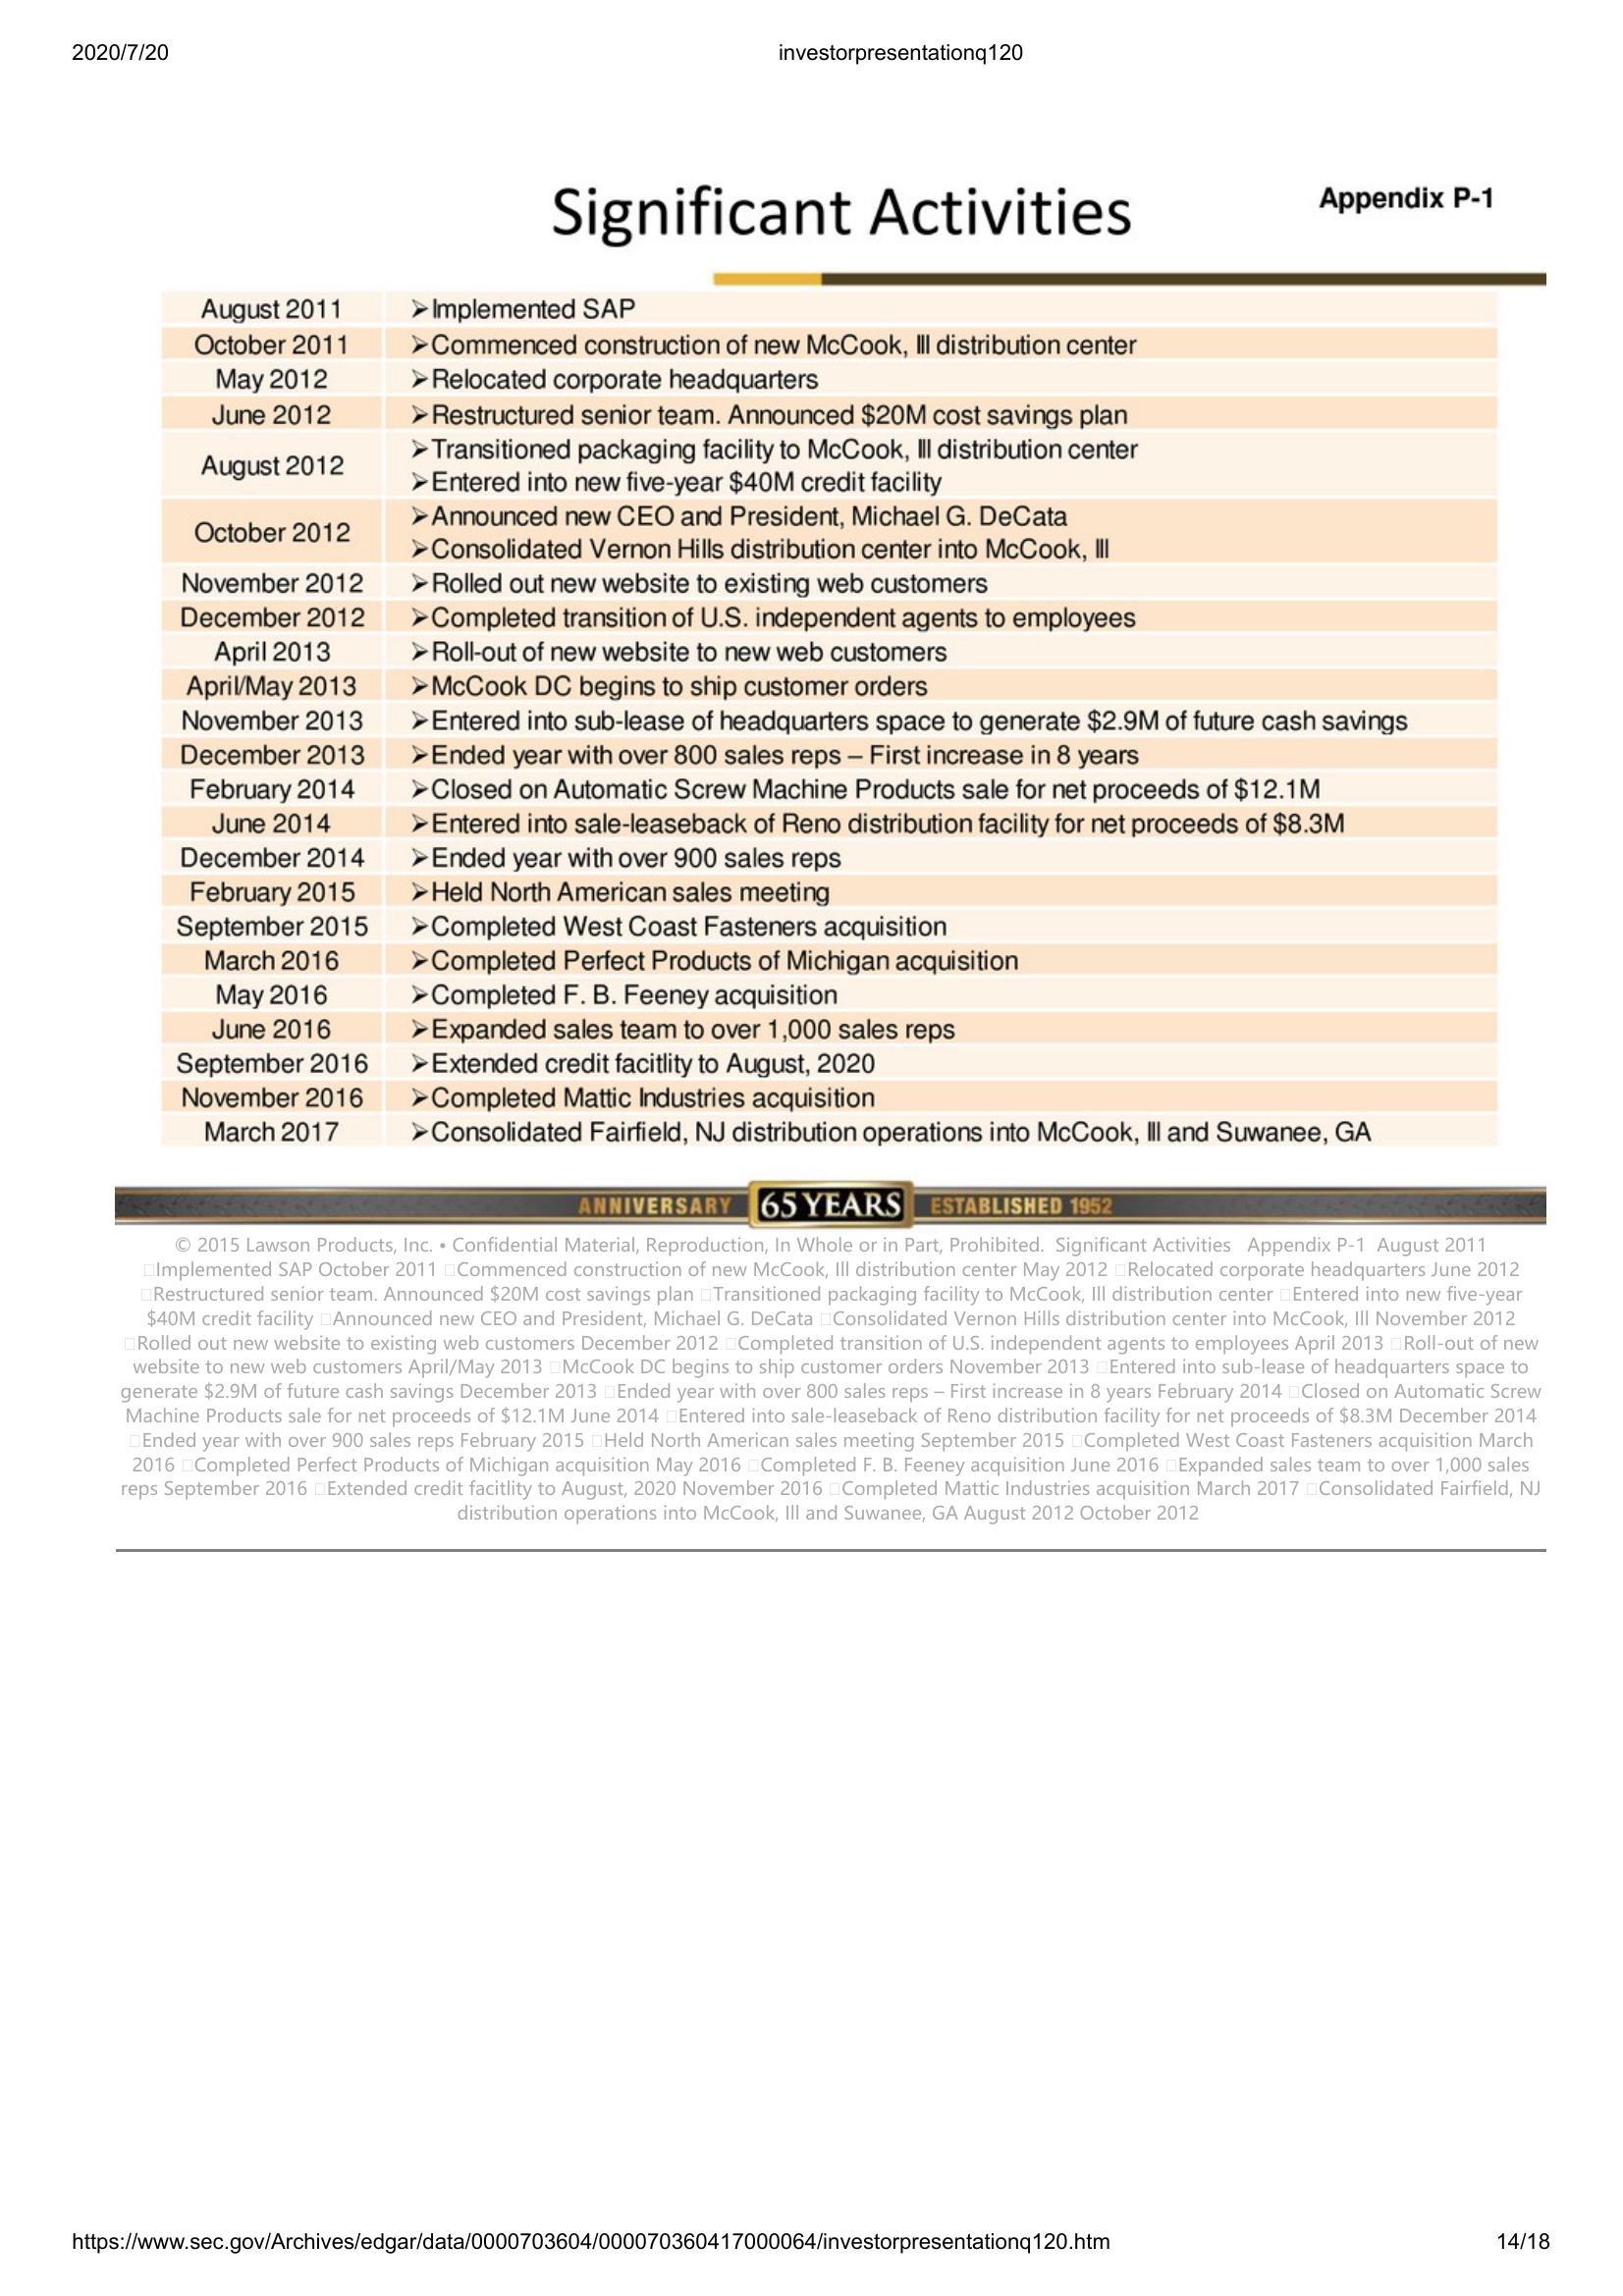 2020/7/20 investorpresentationq120
Significant Activities
Appendix P-1
August 2011 ➢Implemented SAP
October 2011 ➢Commenced construction of new McCook, Ill distribution center
May 2012 ➢Relocated corporate headquarters
June 2012 ➢Restructured senior team. Announced $20M cost savings plan
August 2012 ➢Transitioned packaging facility to McCook, Ill distribution center
➢Entered into new five-year $40M credit facility
October 2012 ➢Announced new CEO and President, Michael G. DeCata
➢Consolidated Vernon Hills distribution center into McCook, Ill
November 2012 ➢Rolled out new website to existing web customers
December 2012 ➢Completed transition of U.S. independent agents to employees
April 2013 ➢Roll-out of new website to new web customers
April/May 2013 ➢McCook DC begins to ship customer orders
November 2013 ➢Entered into sub-lease of headquarters space to generate $2.9M of future cash savings
December 2013 ➢Ended year with over 800 sales reps – First increase in 8 years
February 2014 ➢Closed on Automatic Screw Machine Products sale for net proceeds of $12.1M
June 2014 ➢Entered into sale-leaseback of Reno distribution facility for net proceeds of $8.3M
December 2014 ➢Ended year with over 900 sales reps
February 2015 ➢Held North American sales meeting
September 2015 ➢Completed West Coast Fasteners acquisition
March 2016 ➢Completed Perfect Products of Michigan acquisition
May 2016 ➢Completed F. B. Feeney acquisition
June 2016 ➢Expanded sales team to over 1,000 sales reps
September 2016 ➢Extended credit facitlity to August, 2020
November 2016 ➢Completed Mattic Industries acquisition
March 2017 ➢Consolidated Fairfield, NJ distribution operations into McCook, Ill and Suwanee, GA
ANNIVERSARY 65 YEARS ESTABLISHED 1952
© 2015 Lawson Products, Inc. • Confidential Material, Reproduction, In Whole or in Part, Prohibited. Significant Activities Appendix P-1 August 2011
□Implemented SAP October 2011 □Commenced construction of new McCook, Ill distribution center May 2012 □Relocated corporate headquarters June 2012
□Restructured senior team. Announced $20M cost savings plan □Transitioned packaging facility to McCook, Ill distribution center □Entered into new five-year
$40M credit facility □Announced new CEO and President, Michael G. DeCata □Consolidated Vernon Hills distribution center into McCook, Ill November 2012
□Rolled out new website to existing web customers December 2012 □Completed transition of U.S. independent agents to employees April 2013 □Roll-out of new
website to new web customers April/May 2013 □McCook DC begins to ship customer orders November 2013 □Entered into sub-lease of headquarters space to
generate $2.9M of future cash savings December 2013 □Ended year with over 800 sales reps – First increase in 8 years February 2014 □Closed on Automatic Screw
Machine Products sale for net proceeds of $12.1M June 2014 □Entered into sale-leaseback of Reno distribution facility for net proceeds of $8.3M December 2014
□Ended year with over 900 sales reps February 2015 □Held North American sales meeting September 2015 □Completed West Coast Fasteners acquisition March
2016 □Completed Perfect Products of Michigan acquisition May 2016 □Completed F. B. Feeney acquisition June 2016 □Expanded sales team to over 1,000 sales
reps September 2016 □Extended credit facitlity to August, 2020 November 2016 □Completed Mattic Industries acquisition March 2017 □Consolidated Fairfield, NJ
distribution operations into McCook, Ill and Suwanee, GA August 2012 October 2012
https://www.sec.gov/Archives/edgar/data/0000703604/000070360417000064/investorpresentationq120.htm 14/18